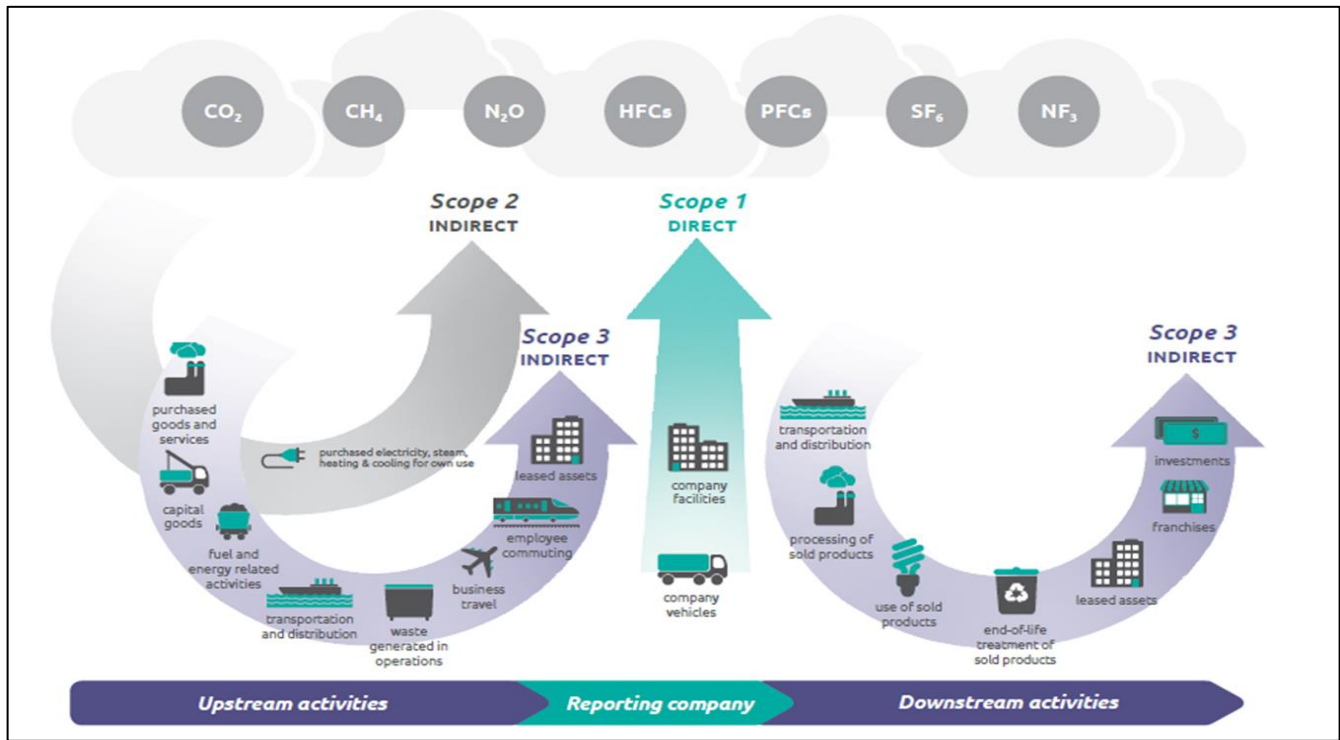 CO₂
CH₄
N₂O
HFCs
PFCs
SF₆
NF₃
Scope 2
INDIRECT
Scope 1
DIRECT
Scope 3
INDIRECT
Scope 3
INDIRECT
purchased
goods and
services
capital
goods
fuel and
energy related
activities
purchased electricity, steam,
heating & cooling for own use
transportation
and distribution
waste
generated in
operations
business
travel
employee
commuting
leased assets
company
facilities
company
vehicles
transportation
and distribution
processing of
sold products
use of sold
products
end-of-life
treatment of
sold products
leased assets
franchises
$
investments
Upstream activities
Reporting company
Downstream activities